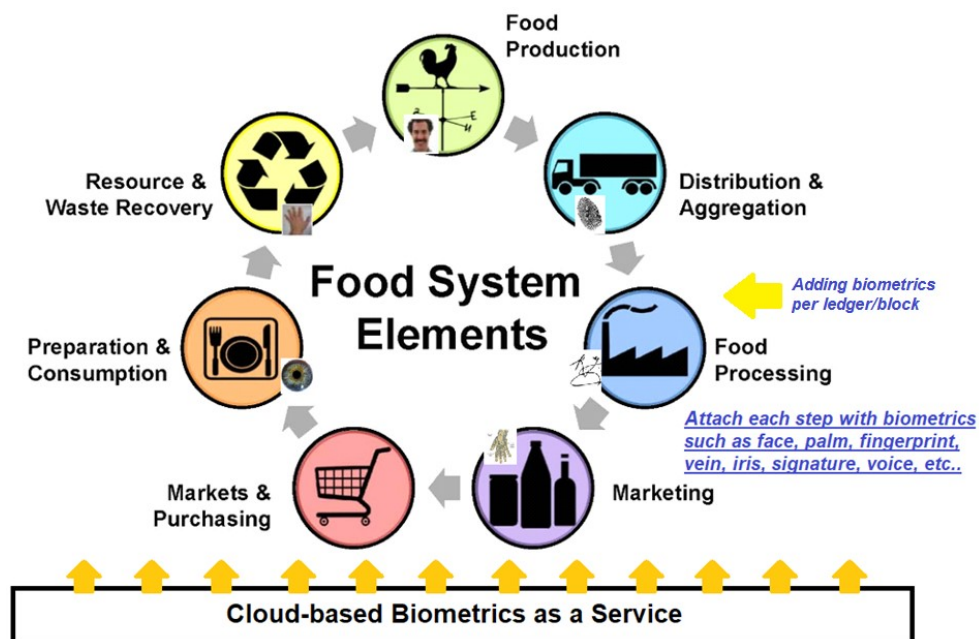 Food
Production
Resource &
Waste Recovery
Distribution &
Aggregation
Food System
Elements
Adding biometrics
per ledger/block
Preparation &
Consumption
Food
Processing
Attach each step with biometrics
such as face, palm, fingerprint,
vein, iris, signature, voice, etc..
Markets &
Purchasing
Marketing
Cloud-based Biometrics as a Service